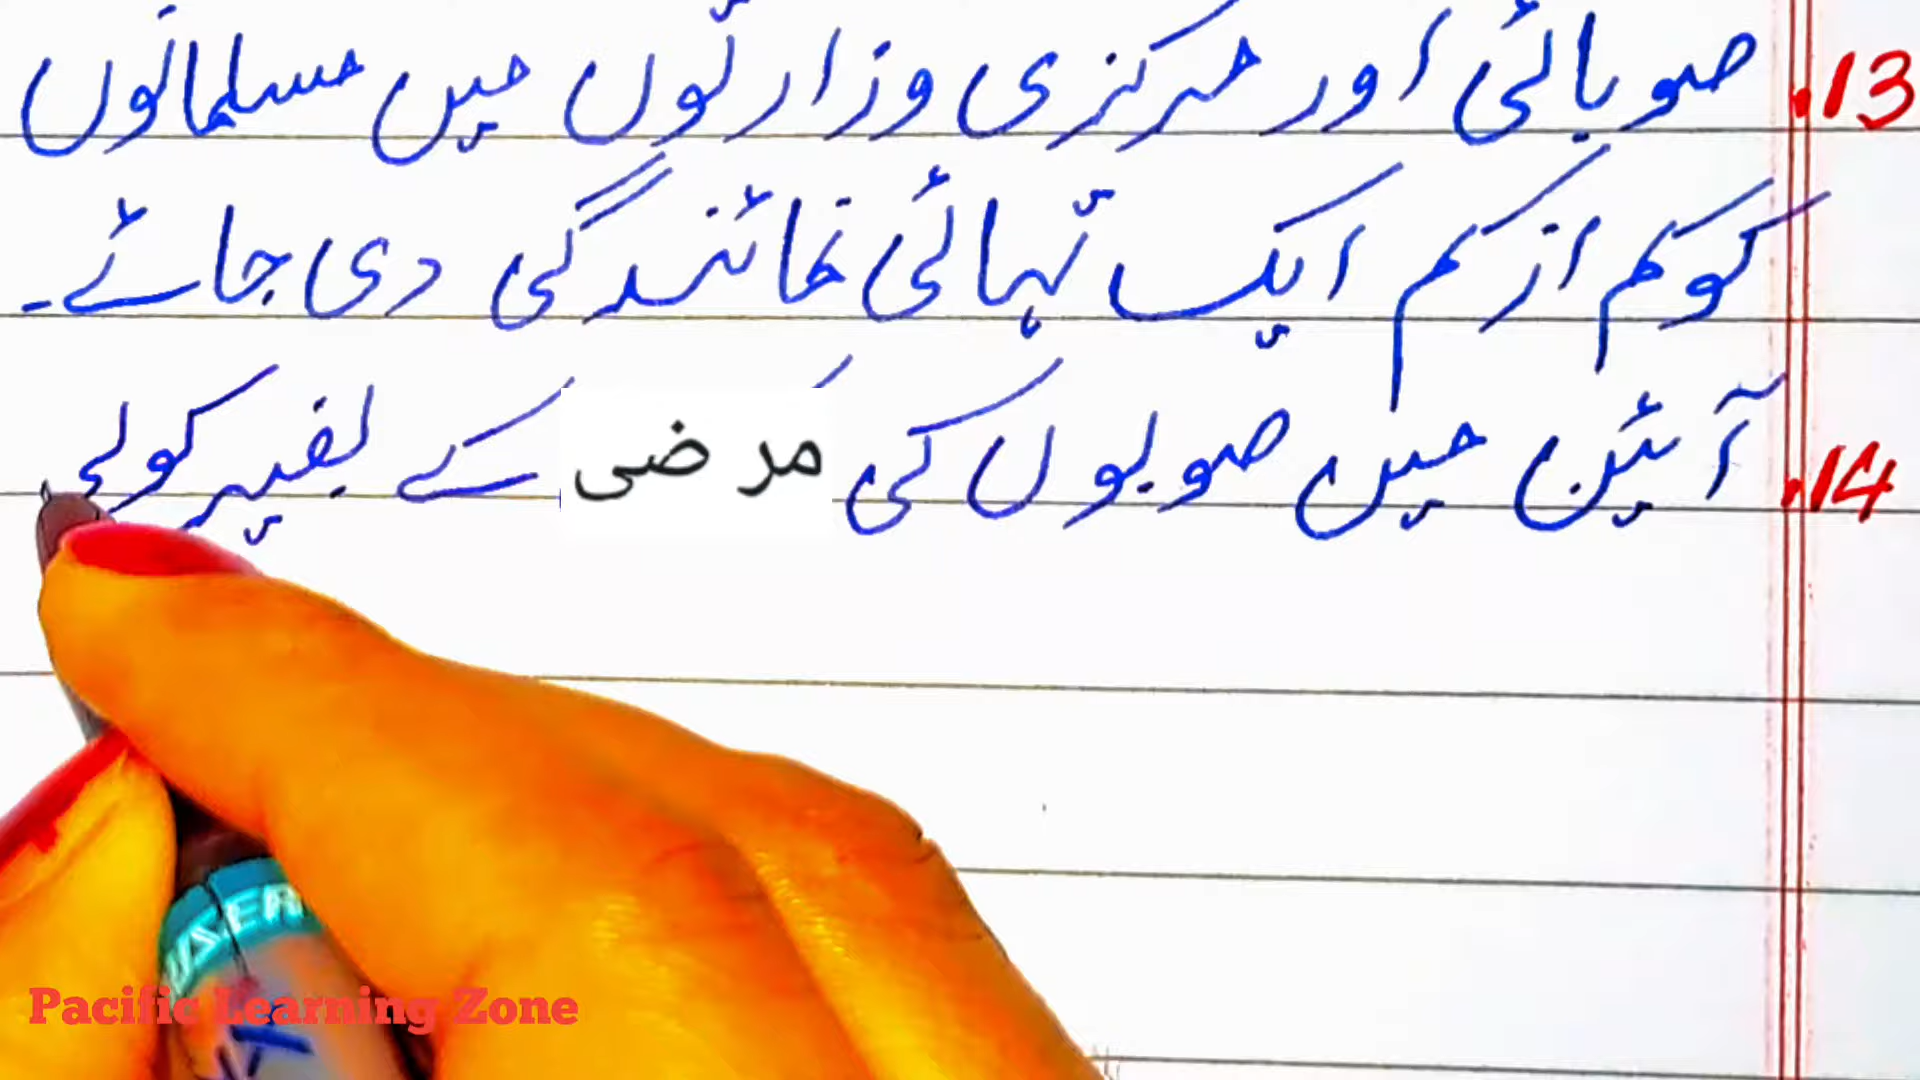 13. صوبائی اور مرکزی وزارتوں میں مسلمانوں
کو کم از کم ایک تہائی نمائندگی دی جائے۔
14. آئین میں صوبوں کی مرضی کے بغیر کوئی
USER
Pacific Learning Zone